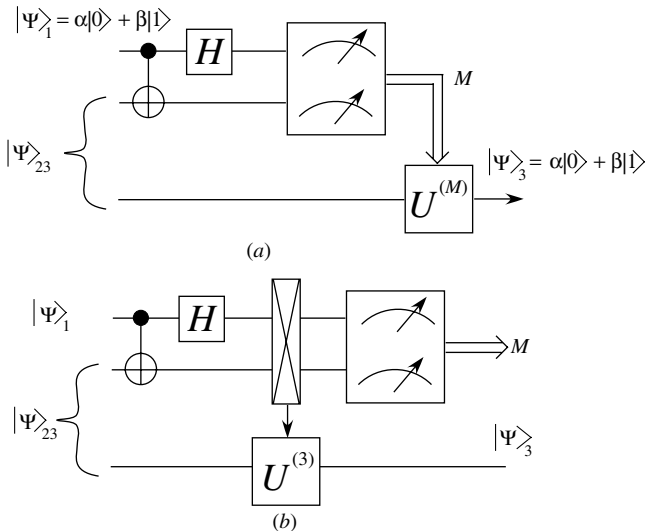 |Ψ⟩₁ = α|0⟩ + β|1⟩
H
M
|Ψ⟩₂₃
|Ψ⟩₃ = α|0⟩ + β|1⟩
U⁽ᴹ⁾
(a)
|Ψ⟩₁
H
M
|Ψ⟩₂₃
|Ψ⟩₃
U⁽³⁾
(b)